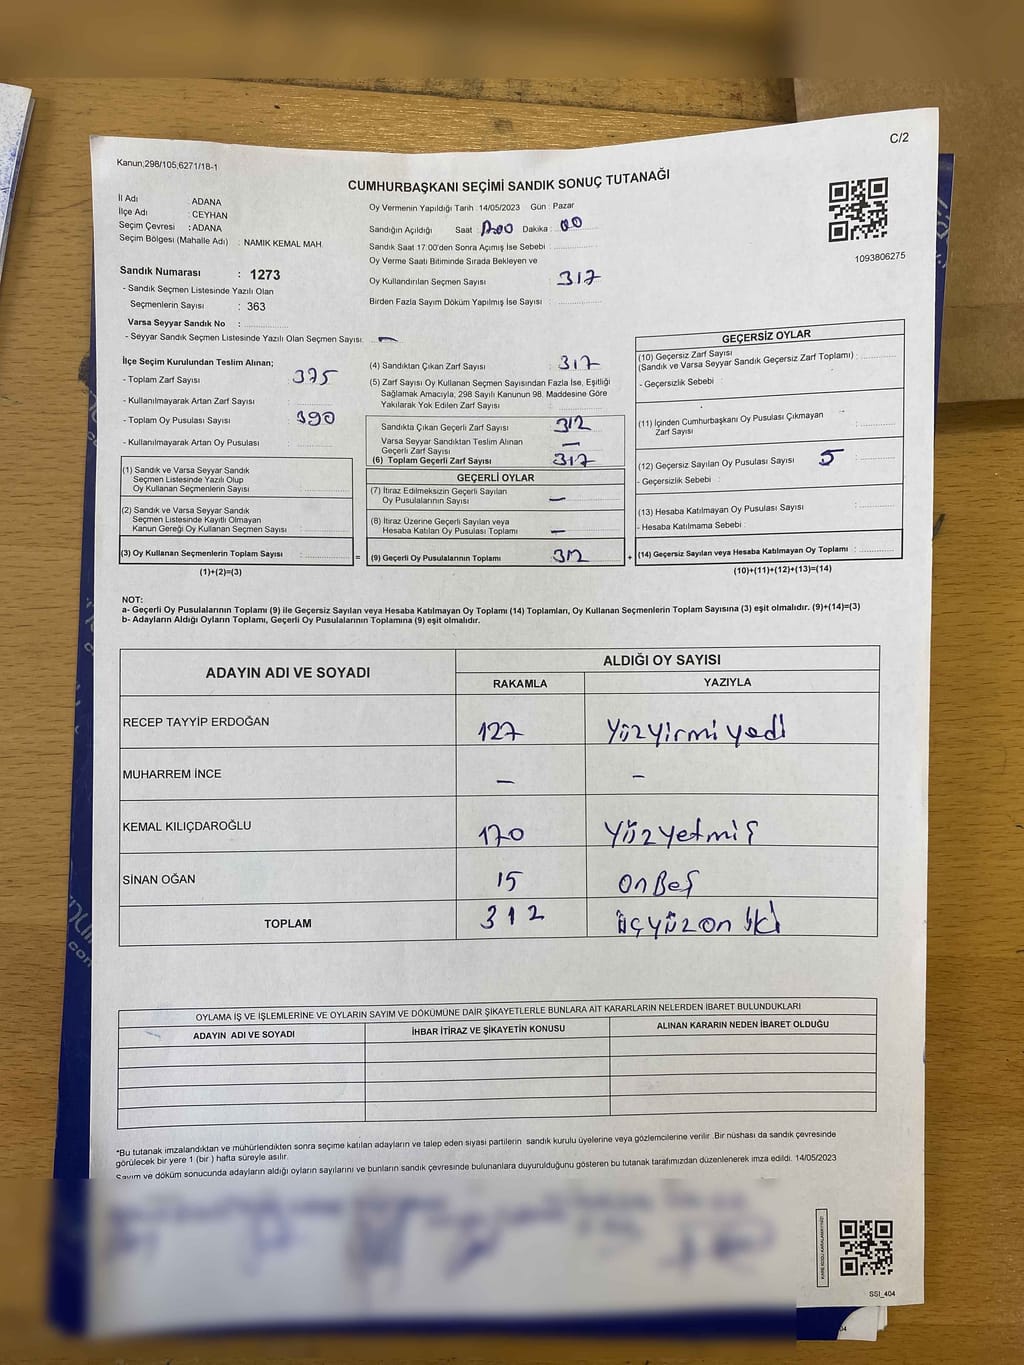 C/2
Kanun;298/105,6271/18-1
CUMHURBAŞKANI SEÇİMİ SANDIK SONUÇ TUTANAĞI
İl Adı : ADANA
İlçe Adı : CEYHAN
Seçim Çevresi : ADANA
Seçim Bölgesi (Mahalle Adı) : NAMIK KEMAL MAH.
Sandık Numarası : 1273
- Sandık Seçmen Listesinde Yazılı Olan
Seçmenlerin Sayısı : 363
Varsa Seyyar Sandık No :
- Seyyar Sandık Seçmen Listesinde Yazılı Olan Seçmen Sayısı: —
Oy Vermenin Yapıldığı Tarih :14/05/2023 Gün : Pazar
Sandığın Açıldığı Saat : Dakika : 00
Sandık Saat 17:00'den Sonra Açımış İse Sebebi :
Oy Verme Saati Bitiminde Sırada Bekleyen ve
Oy Kullandırılan Seçmen Sayısı : 317
Birden Fazla Sayım Döküm Yapılmış İse Sayısı :
1093806275
İlçe Seçim Kurulundan Teslim Alınan;
- Toplam Zarf Sayısı : 375
- Kullanılmayarak Artan Zarf Sayısı :
- Toplam Oy Pusulası Sayısı : 390
- Kullanılmayarak Artan Oy Pusulası :
(1) Sandık ve Varsa Seyyar Sandık
Seçmen Listesinde Yazılı Olup
Oy Kullanan Seçmenlerin Sayısı :
(2) Sandık ve Varsa Seyyar Sandık
Seçmen Listesinde Kayıtlı Olmayan
Kanun Gereği Oy Kullanan Seçmen Sayısı :
(3) Oy Kullanan Seçmenlerin Toplam Sayısı : =
(1)+(2)=(3)
(4) Sandıktan Çıkan Zarf Sayısı : 317
(5) Zarf Sayısı Oy Kullanan Seçmen Sayısından Fazla İse, Eşitliği
Sağlamak Amacıyla, 298 Sayılı Kanunun 98. Maddesine Göre
Yakılarak Yok Edilen Zarf Sayısı :
Sandıkta Çıkan Geçerli Zarf Sayısı : 312
Varsa Seyyar Sandıktan Teslim Alınan
Geçerli Zarf Sayısı : —
(6) Toplam Geçerli Zarf Sayısı : 317
GEÇERLİ OYLAR
(7) İtiraz Edilmeksizin Geçerli Sayılan
Oy Pusulalarının Sayısı : —
(8) İtiraz Üzerine Geçerli Sayılan veya
Hesaba Katılan Oy Pusulası Toplamı : —
(9) Geçerli Oy Pusulalarının Toplamı : 312 +
GEÇERSİZ OYLAR
(10) Geçersiz Zarf Sayısı
(Sandık ve Varsa Seyyar Sandık Geçersiz Zarf Toplamı) :
- Geçersizlik Sebebi :
(11) İçinden Cumhurbaşkanı Oy Pusulası Çıkmayan
Zarf Sayısı :
(12) Geçersiz Sayılan Oy Pusulası Sayısı 5 :
- Geçersizlik Sebebi :
(13) Hesaba Katılmayan Oy Pusulası Sayısı :
- Hesaba Katılmama Sebebi :
(14) Geçersiz Sayılan veya Hesaba Katılmayan Oy Toplamı :
(10)+(11)+(12)+(13)=(14)
NOT:
a- Geçerli Oy Pusulalarının Toplamı (9) ile Geçersiz Sayılan veya Hesaba Katılmayan Oy Toplamı (14) Toplamları, Oy Kullanan Seçmenlerin Toplam Sayısına (3) eşit olmalıdır. (9)+(14)=(3)
b- Adayların Aldığı Oyların Toplamı, Geçerli Oy Pusulalarının Toplamına (9) eşit olmalıdır.
ADAYIN ADI VE SOYADI ALDIĞI OY SAYISI
RAKAMLA YAZIYLA
RECEP TAYYİP ERDOĞAN 127 Yüzyirmi yedi
MUHARREM İNCE — -
KEMAL KILIÇDAROĞLU 170 Yüzyetmiş
SİNAN OĞAN 15 onBeş
TOPLAM 312 üçyüzon iki
OYLAMA İŞ VE İŞLEMLERİNE VE OYLARIN SAYIM VE DÖKÜMÜNE DAİR ŞİKAYETLERLE BUNLARA AİT KARARLARIN NELERDEN İBARET BULUNDUKLARI
ADAYIN ADI VE SOYADI İHBAR İTİRAZ VE ŞİKAYETİN KONUSU ALINAN KARARIN NEDEN İBARET OLDUĞU
*Bu tutanak imzalandıktan ve mühürlendikten sonra seçime katılan adayların ve talep eden siyasi partilerin sandık kurulu üyelerine veya gözlemcilerine verilir .Bir nüshası da sandık çevresinde
görülecek bir yere 1 (bir ) hafta süreyle asılır.
Sayım ve döküm sonucunda adayların aldığı oyların sayılarını ve bunların sandık çevresinde bulunanlara duyurulduğunu gösteren bu tutanak tarafımızdan düzenlenerek imza edildi. 14/05/2023
KARE KODU KARALAMAYINIZ!
SSI_404